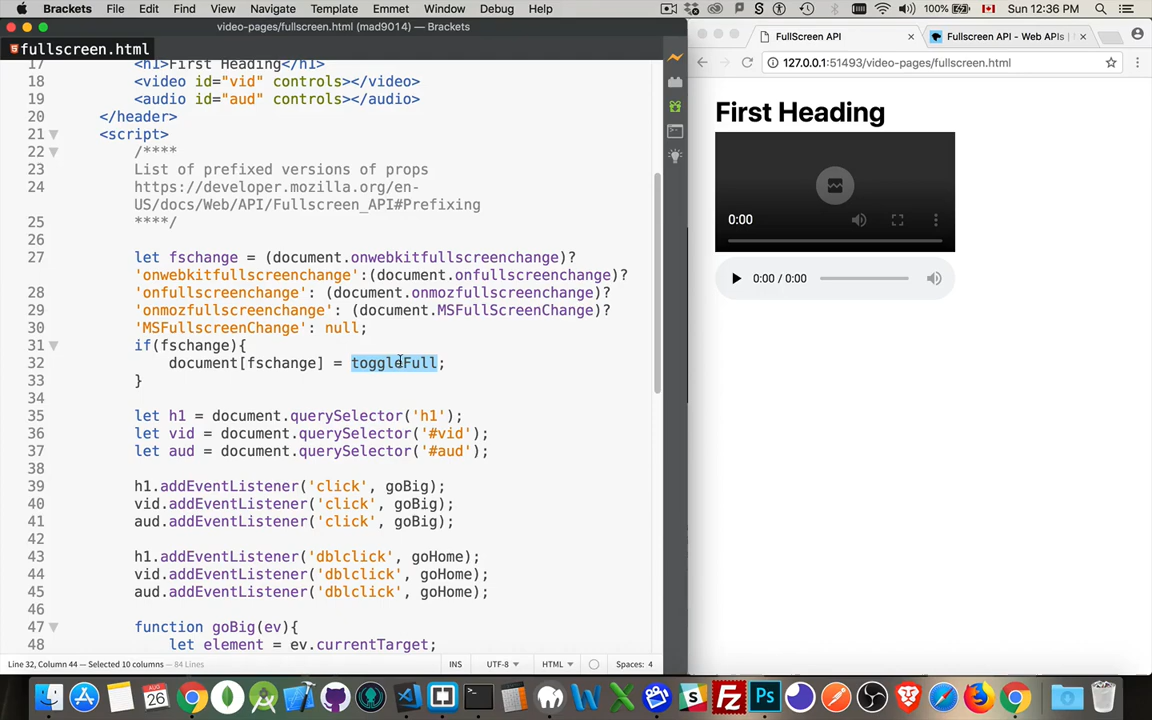 Brackets File Edit Find View Navigate Template Emmet Window Debug Help 100% Sun 12:36 PM
video-pages/fullscreen.html (mad9014) — Brackets
fullscreen.html
FullScreen API
Fullscreen API - Web APIs |
127.0.0.1:51493/video-pages/fullscreen.html
17 <h1>First Heading</h1>
18 <video id="vid" controls></video>
19 <audio id="aud" controls></audio>
20 </header>
21 <script>
22 /****
23 List of prefixed versions of props
24 https://developer.mozilla.org/en-
US/docs/Web/API/Fullscreen_API#Prefixing
25 ****/
26
27 let fschange = (document.onwebkitfullscreenchange)?
'onwebkitfullscreenchange':(document.onfullscreenchange)?
28 'onfullscreenchange': (document.onmozfullscreenchange)?
29 'onmozfullscreenchange': (document.MSFullScreenChange)?
30 'MSFullscreenChange': null;
31 if(fschange){
32 document[fschange] = toggleFull;
33 }
34
35 let h1 = document.querySelector('h1');
36 let vid = document.querySelector('#vid');
37 let aud = document.querySelector('#aud');
38
39 h1.addEventListener('click', goBig);
40 vid.addEventListener('click', goBig);
41 aud.addEventListener('click', goBig);
42
43 h1.addEventListener('dblclick', goHome);
44 vid.addEventListener('dblclick', goHome);
45 aud.addEventListener('dblclick', goHome);
46
47 function goBig(ev){
48 let element = ev.currentTarget;
Line 32, Column 44 — Selected 10 columns — 84 Lines
INS UTF-8 HTML Spaces: 4
First Heading
0:00
0:00 / 0:00
AUG
26